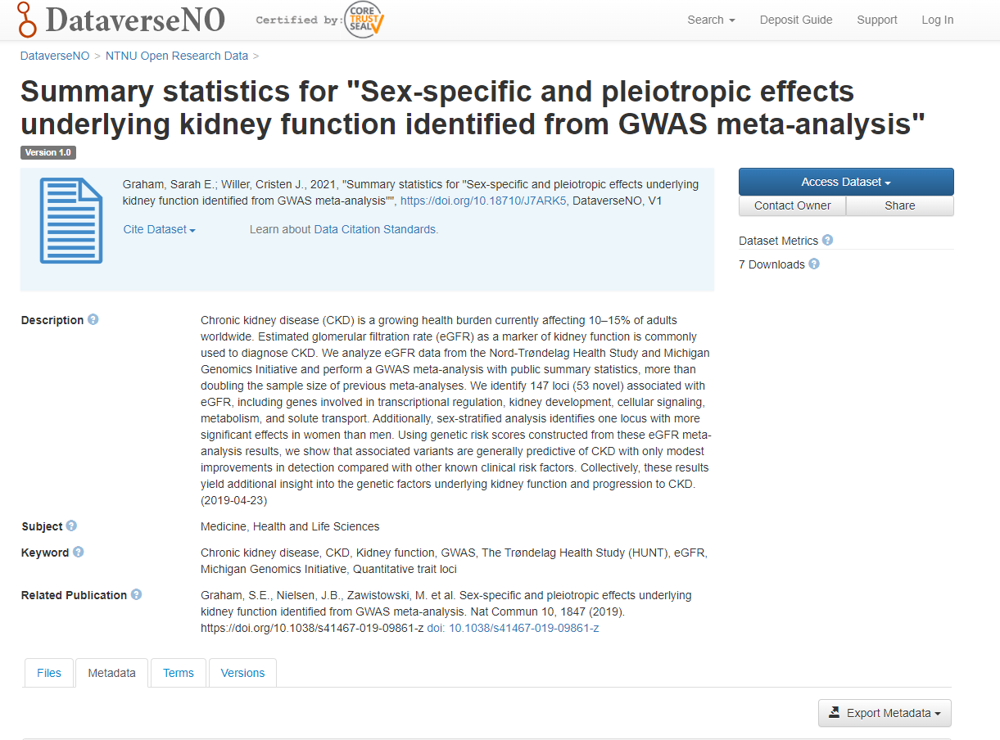 DataverseNO
Certified by:
CORE
TRUST
SEAL
Search
Deposit Guide
Support
Log In
DataverseNO > NTNU Open Research Data >
Summary statistics for "Sex-specific and pleiotropic effects
underlying kidney function identified from GWAS meta-analysis"
Version 1.0
Graham, Sarah E.; Willer, Cristen J., 2021, "Summary statistics for "Sex-specific and pleiotropic effects underlying
kidney function identified from GWAS meta-analysis"", https://doi.org/10.18710/J7ARK5, DataverseNO, V1
Cite Dataset
Learn about Data Citation Standards.
Access Dataset
Contact Owner
Share
Dataset Metrics ?
7 Downloads ?
Description ?
Chronic kidney disease (CKD) is a growing health burden currently affecting 10–15% of adults
worldwide. Estimated glomerular filtration rate (eGFR) as a marker of kidney function is commonly
used to diagnose CKD. We analyze eGFR data from the Nord-Trøndelag Health Study and Michigan
Genomics Initiative and perform a GWAS meta-analysis with public summary statistics, more than
doubling the sample size of previous meta-analyses. We identify 147 loci (53 novel) associated with
eGFR, including genes involved in transcriptional regulation, kidney development, cellular signaling,
metabolism, and solute transport. Additionally, sex-stratified analysis identifies one locus with more
significant effects in women than men. Using genetic risk scores constructed from these eGFR meta-
analysis results, we show that associated variants are generally predictive of CKD with only modest
improvements in detection compared with other known clinical risk factors. Collectively, these results
yield additional insight into the genetic factors underlying kidney function and progression to CKD.
(2019-04-23)
Subject ?
Medicine, Health and Life Sciences
Keyword ?
Chronic kidney disease, CKD, Kidney function, GWAS, The Trøndelag Health Study (HUNT), eGFR,
Michigan Genomics Initiative, Quantitative trait loci
Related Publication ?
Graham, S.E., Nielsen, J.B., Zawistowski, M. et al. Sex-specific and pleiotropic effects underlying
kidney function identified from GWAS meta-analysis. Nat Commun 10, 1847 (2019).
https://doi.org/10.1038/s41467-019-09861-z doi: 10.1038/s41467-019-09861-z
Files
Metadata
Terms
Versions
Export Metadata